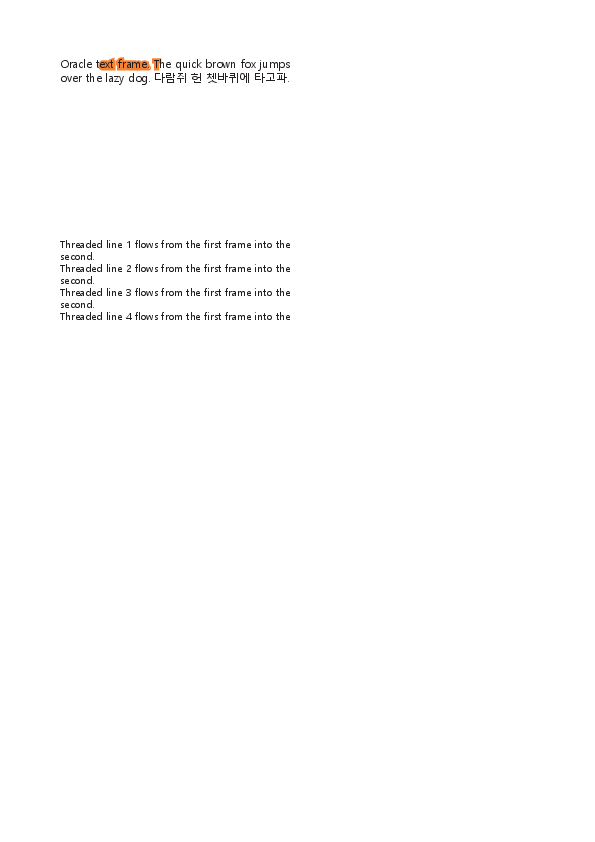 Oracle text frame. The quick brown fox jumps
over the lazy dog. 다람쥐 헌 쳇바퀴에 타고파.
Threaded line 1 flows from the first frame into the
second.
Threaded line 2 flows from the first frame into the
second.
Threaded line 3 flows from the first frame into the
second.
Threaded line 4 flows from the first frame into the